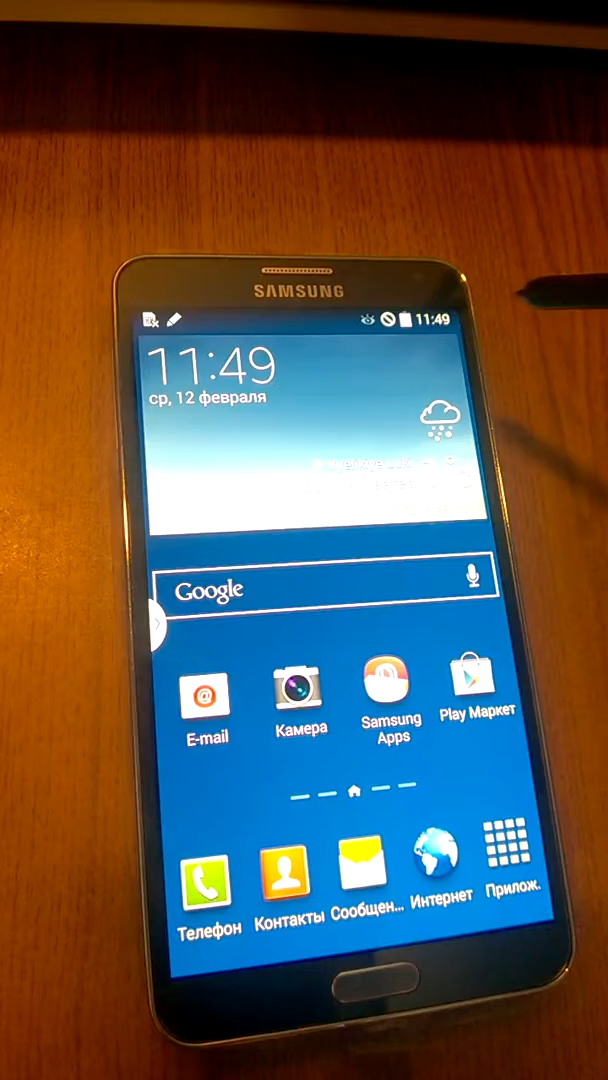 SAMSUNG
11:49
11:49
ср, 12 февраля
Google
E-mail
Камера
Samsung Apps
Play Маркет
Телефон
Контакты
Сообщен...
Интернет
Прилож.